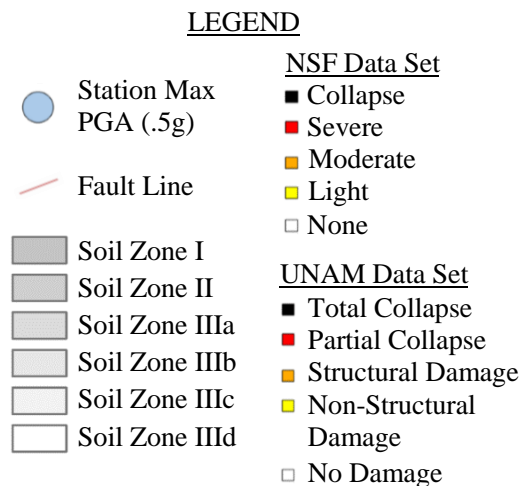 LEGEND
Station Max
PGA (.5g)
Fault Line
Soil Zone I
Soil Zone II
Soil Zone IIIa
Soil Zone IIIb
Soil Zone IIIc
Soil Zone IIId
NSF Data Set
Collapse
Severe
Moderate
Light
None
UNAM Data Set
Total Collapse
Partial Collapse
Structural Damage
Non-Structural
Damage
No Damage